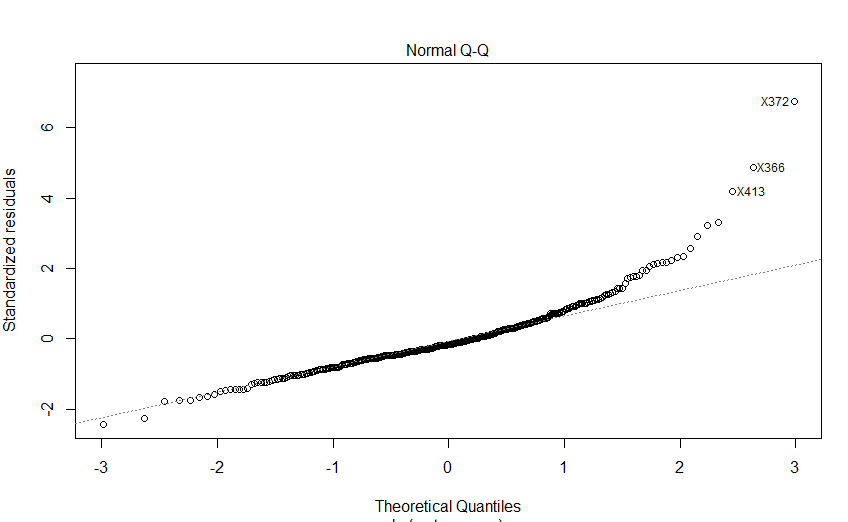 Normal Q-Q
Standardized residuals
6
4
2
0
-2
X372
X366
X413
-3
-2
-1
0
1
2
3
Theoretical Quantiles